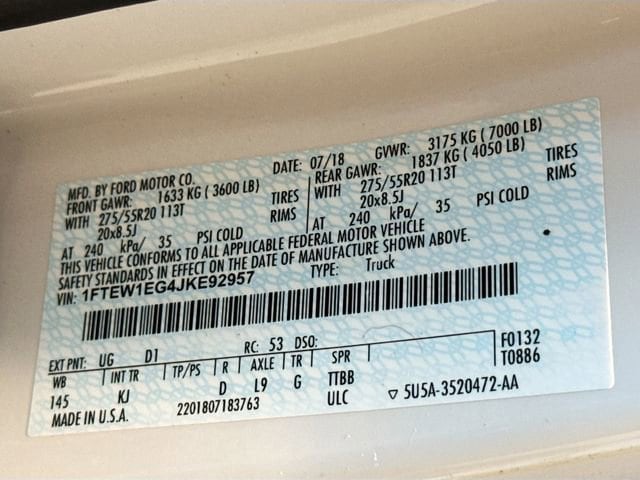 MFD. BY FORD MOTOR CO. DATE: 07/18 GVWR: 3175 KG ( 7000 LB)
FRONT GAWR: 1633 KG ( 3600 LB) REAR GAWR: 1837 KG ( 4050 LB)
WITH 275/55R20 113T TIRES WITH 275/55R20 113T TIRES
20x8.5J RIMS 20x8.5J RIMS
AT 240 kPa/ 35 PSI COLD AT 240 kPa/ 35 PSI COLD
THIS VEHICLE CONFORMS TO ALL APPLICABLE FEDERAL MOTOR VEHICLE
SAFETY STANDARDS IN EFFECT ON THE DATE OF MANUFACTURE SHOWN ABOVE.
VIN: 1FTEW1EG4JKE92957 TYPE: Truck
EXT PNT: UG D1 RC: 53 DSO: F0132
WB INT TR TP/PS R AXLE TR SPR T0886
145 KJ D L9 G TTBB
MADE IN U.S.A. 2201807183763 ULC ▽ 5U5A-3520472-AA